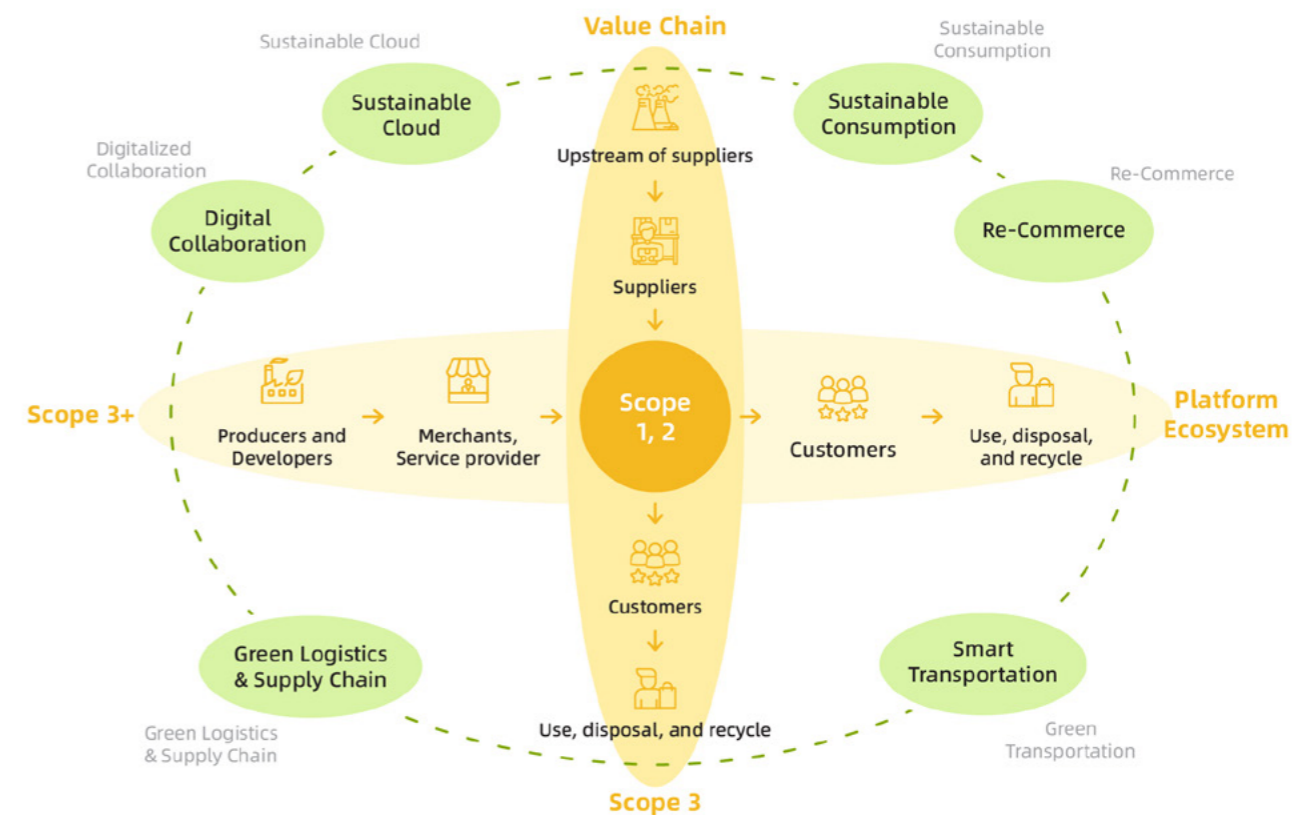 Value Chain
Sustainable Cloud
Sustainable
Consumption
Sustainable
Cloud
Sustainable
Consumption
Upstream of suppliers
Digitalized
Collaboration
Re-Commerce
Digital
Collaboration
Re-Commerce
Suppliers
Scope 3+
Producers and
Developers
Merchants,
Service provider
Scope
1, 2
Customers
Use, disposal,
and recycle
Platform
Ecosystem
Customers
Green Logistics
& Supply Chain
Smart
Transportation
Use, disposal, and recycle
Green Logistics
& Supply Chain
Green
Transportation
Scope 3